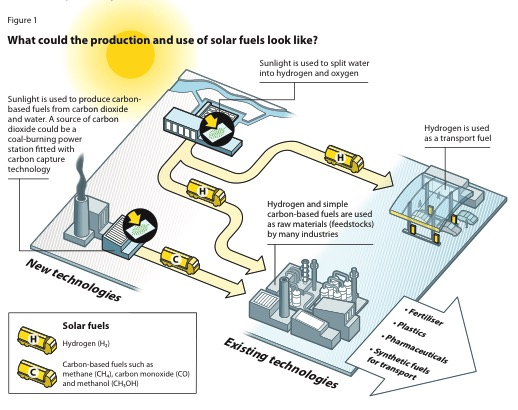 Figure 1
What could the production and use of solar fuels look like?
Sunlight is used to split water
into hydrogen and oxygen
Sunlight is used to produce carbon-
based fuels from carbon dioxide
and water. A source of carbon
dioxide could be a
coal-burning power
station fitted with
carbon capture
technology
Hydrogen is used
as a transport fuel
H
H
Hydrogen and simple
carbon-based fuels are used
as raw materials (feedstocks)
by many industries
C
New technologies
Existing technologies
• Fertiliser
• Plastics
• Pharmaceuticals
• Synthetic fuels
for transport
Solar fuels
H
Hydrogen (H₂)
C
Carbon-based fuels such as
methane (CH₄), carbon monoxide (CO)
and methanol (CH₃OH)